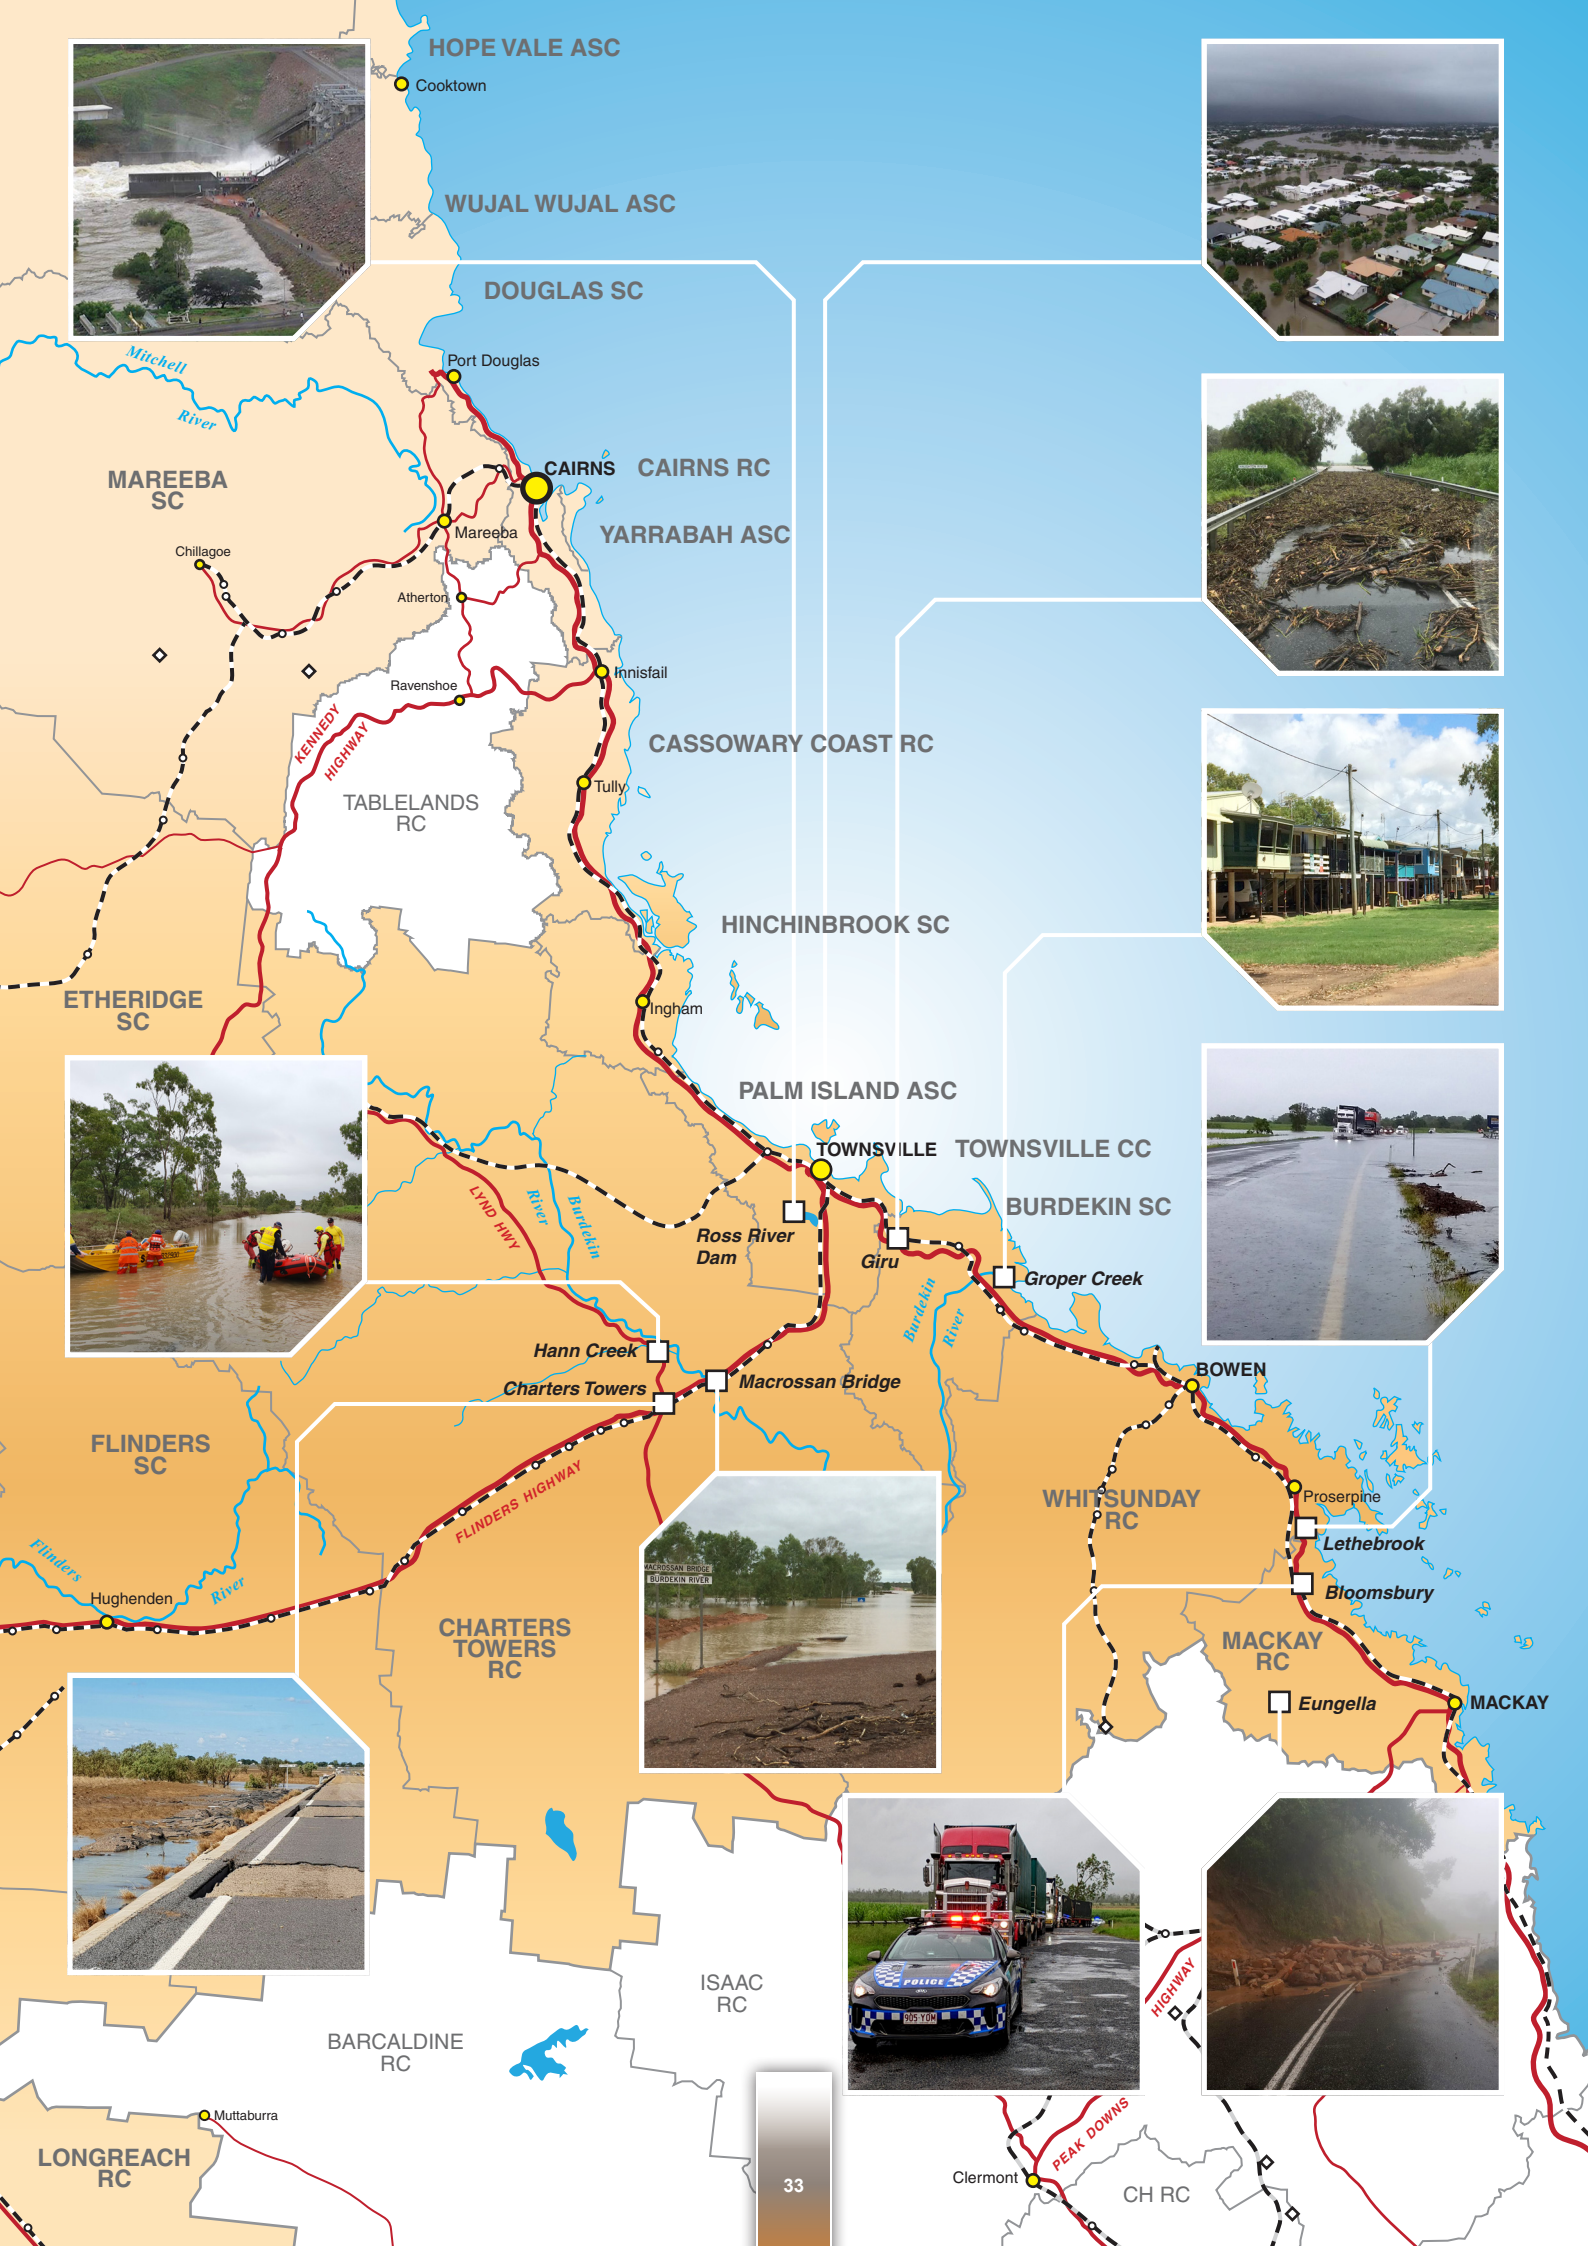 HOPE VALE ASC
Cooktown
WUJAL WUJAL ASC
DOUGLAS SC
Mitchell
River
Port Douglas
CAIRNS
CAIRNS RC
MAREEBA
SC
YARRABAH ASC
Mareeba
Chillagoe
Atherton
Innisfail
Ravenshoe
KENNEDY
HIGHWAY
CASSOWARY COAST RC
Tully
TABLELANDS
RC
HINCHINBROOK SC
ETHERIDGE
SC
Ingham
PALM ISLAND ASC
TOWNSVILLE
TOWNSVILLE CC
LYND HWY
River
Burdekin
BURDEKIN SC
Ross River
Dam
Giru
Groper Creek
Burdekin
River
Hann Creek
Charters Towers
Macrossan Bridge
BOWEN
FLINDERS
SC
FLINDERS HIGHWAY
WHITSUNDAY
RC
Proserpine
Lethebrook
Flinders
River
Hughenden
MACROSSAN BRIDGE
BURDEKIN RIVER
Bloomsbury
CHARTERS
TOWERS
RC
MACKAY
RC
Eungella
MACKAY
POLICE
905 YOM
ISAAC
RC
HIGHWAY
BARCALDINE
RC
Muttaburra
PEAK DOWNS
LONGREACH
RC
Clermont
CH RC
33